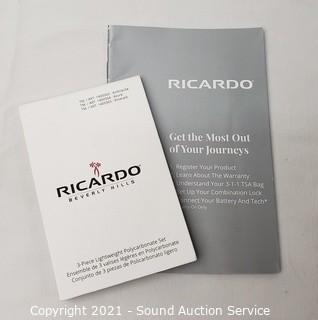 RICARDO
BEVERLY HILLS
3-Piece Lightweight Polycarbonate Set
Ensemble de 3 valises légères en Polycarbonate
Conjunto de 3 piezas de Policarbonato ligero
RICARDO
Get the Most Out
of Your Journeys
Register Your Product
Learn About The Warranty
Understand Your 3-1-1 TSA Bag
Set Up Your Combination Lock
Connect Your Battery And Tech*
Only
Copyright 2021 - Sound Auction Service